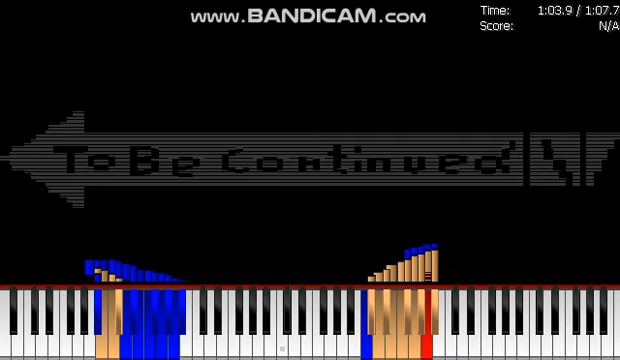 www.BANDICAM.com
Time: 1:03.9 / 1:07.7
Score: N/A
To Be Continued